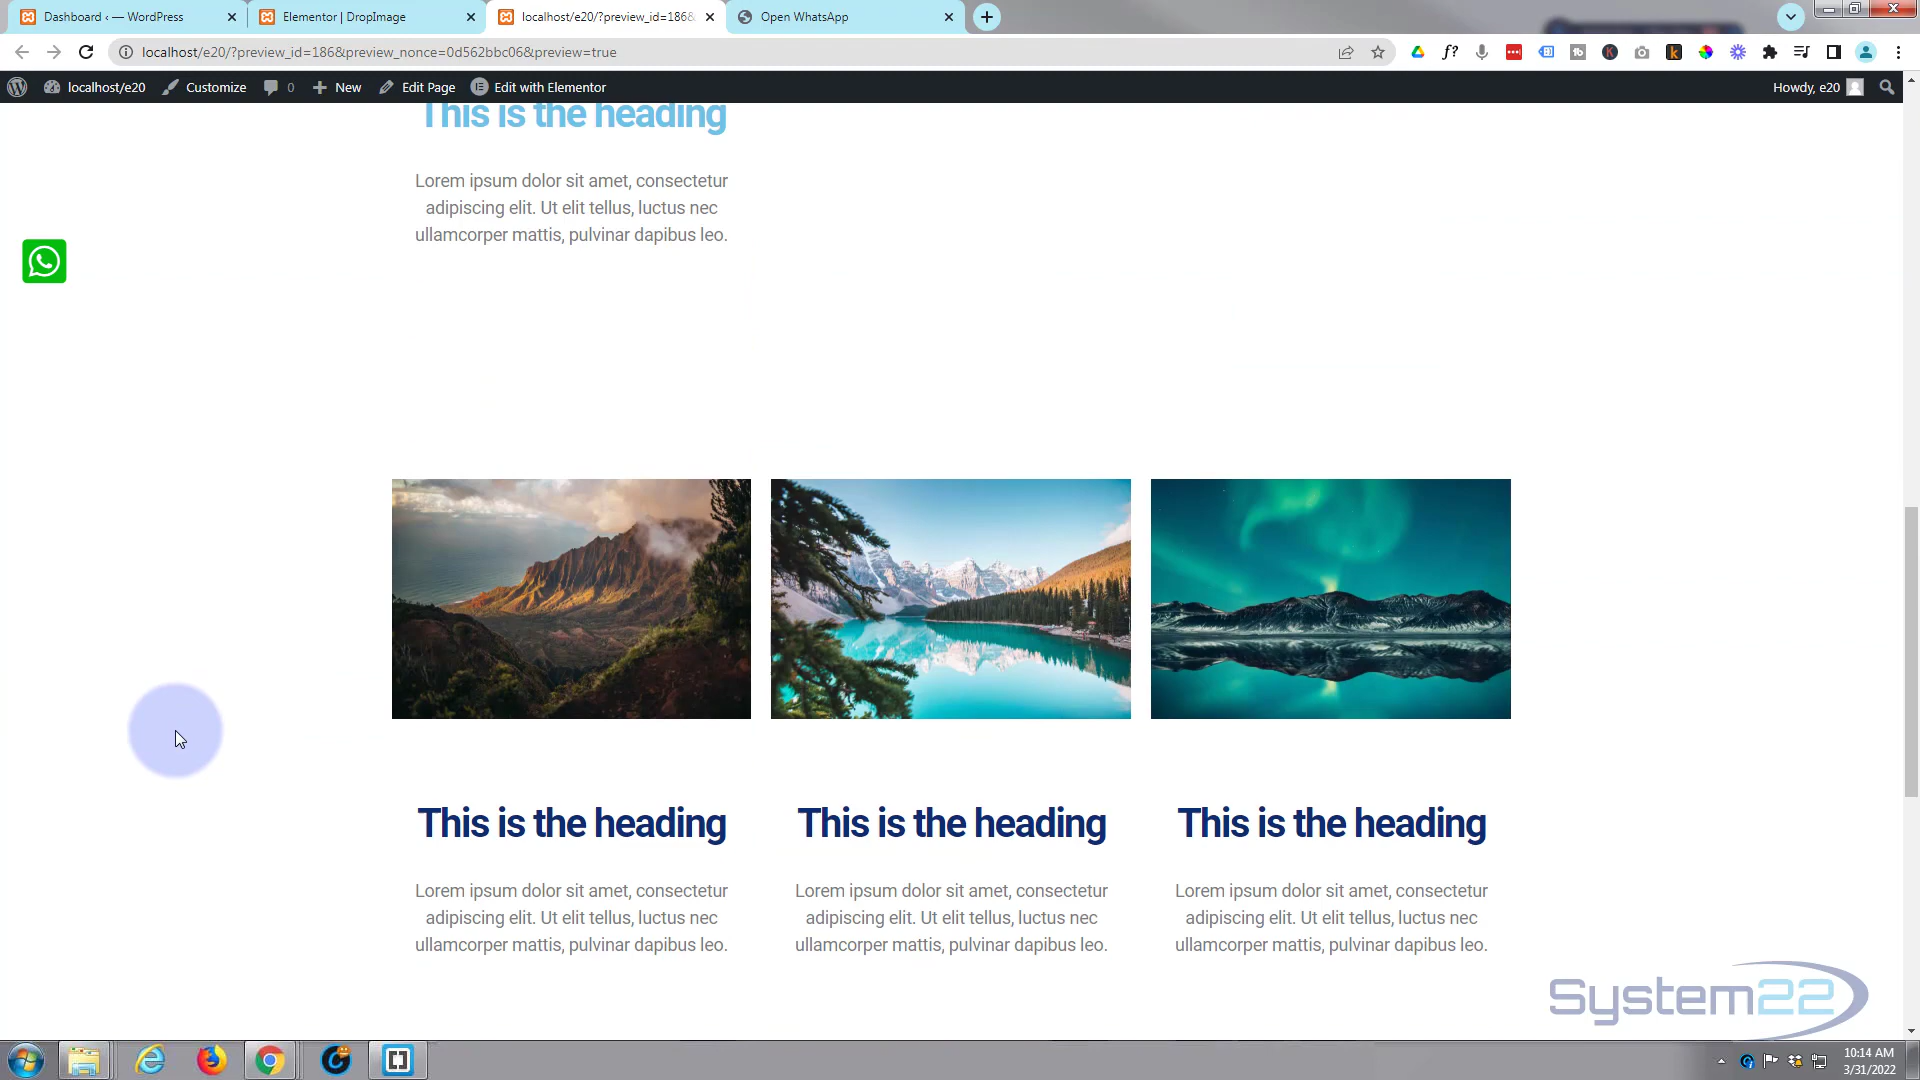 Dashboard ‹ — WordPress
Elementor | DropImage
localhost/e20/?preview_id=186&
Open WhatsApp
localhost/e20/?preview_id=186&preview_nonce=0d562bbc06&preview=true
localhost/e20
Customize
0
New
Edit Page
Edit with Elementor
Howdy, e20
This is the heading
Lorem ipsum dolor sit amet, consectetur
adipiscing elit. Ut elit tellus, luctus nec
ullamcorper mattis, pulvinar dapibus leo.
This is the heading
Lorem ipsum dolor sit amet, consectetur
adipiscing elit. Ut elit tellus, luctus nec
ullamcorper mattis, pulvinar dapibus leo.
This is the heading
Lorem ipsum dolor sit amet, consectetur
adipiscing elit. Ut elit tellus, luctus nec
ullamcorper mattis, pulvinar dapibus leo.
This is the heading
Lorem ipsum dolor sit amet, consectetur
adipiscing elit. Ut elit tellus, luctus nec
ullamcorper mattis, pulvinar dapibus leo.
System22
10:14 AM
3/31/2022